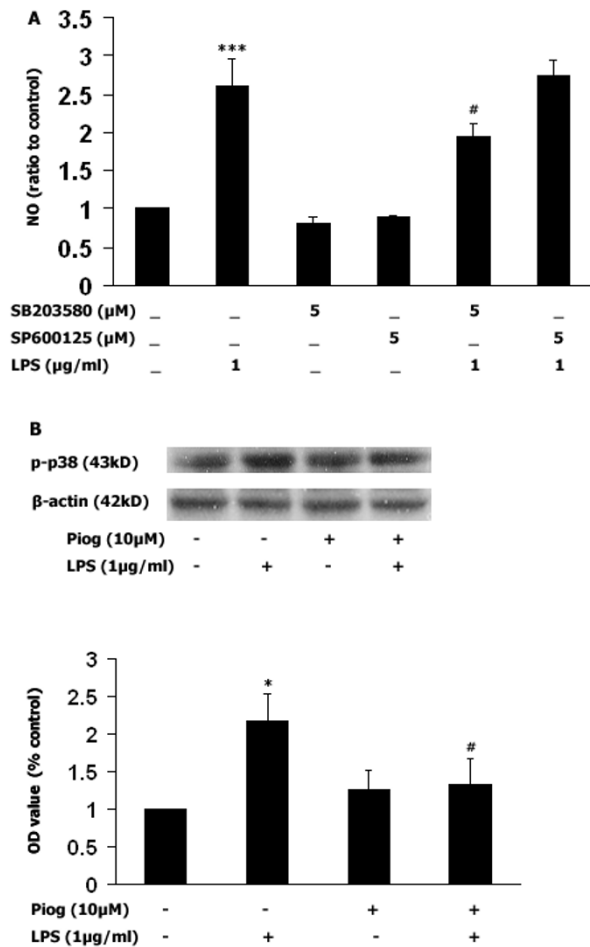 A
NO (ratio to control)
3.5
3
2.5
2
1.5
1
0.5
0
***
#
SB203580 (µM) _ _ 5 _ 5 _
SP600125 (µM) _ _ _ 5 _ 5
LPS (µg/ml) _ 1 _ _ 1 1
B
p-p38 (43kD)
β-actin (42kD)
Piog (10µM) - - + +
LPS (1µg/ml) - + - +
OD value (% control)
3
2.5
2
1.5
1
0.5
0
*
#
Piog (10µM) - - + +
LPS (1µg/ml) - + - +